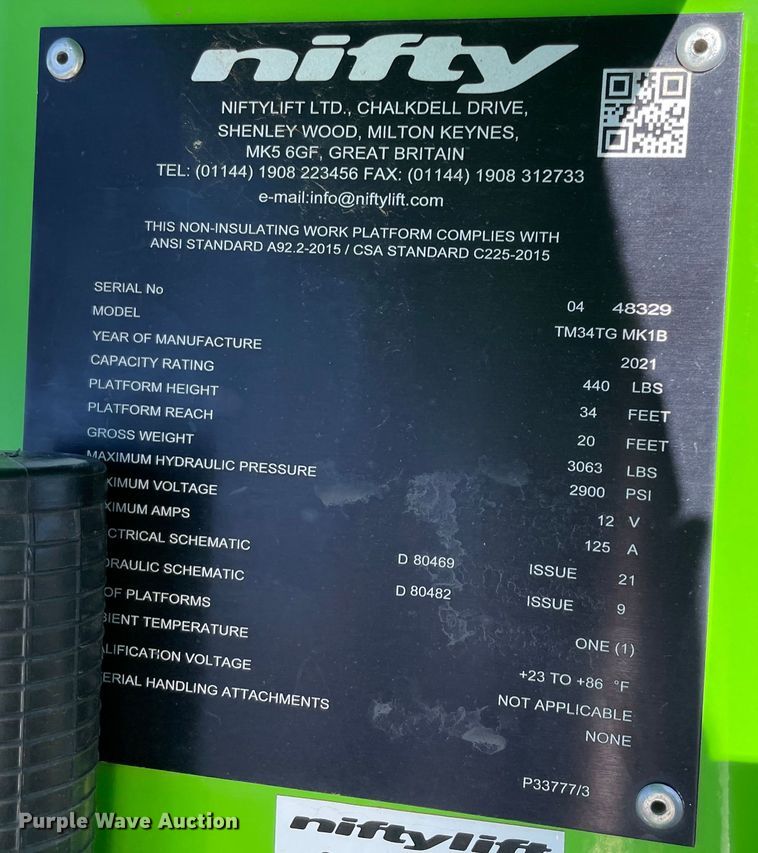 nifty
NIFTYLIFT LTD., CHALKDELL DRIVE,
SHENLEY WOOD, MILTON KEYNES,
MK5 6GF, GREAT BRITAIN
TEL: (01144) 1908 223456 FAX: (01144) 1908 312733
e-mail:info@niftylift.com
THIS NON-INSULATING WORK PLATFORM COMPLIES WITH
ANSI STANDARD A92.2-2015 / CSA STANDARD C225-2015
SERIAL No 04 48329
MODEL TM34TG MK1B
YEAR OF MANUFACTURE 2021
CAPACITY RATING 440 LBS
PLATFORM HEIGHT 34 FEET
PLATFORM REACH 20 FEET
GROSS WEIGHT 3063 LBS
MAXIMUM HYDRAULIC PRESSURE 2900 PSI
XIMUM VOLTAGE 12 V
XIMUM AMPS 125 A
CTRICAL SCHEMATIC D 80469 ISSUE 21
DRAULIC SCHEMATIC D 80482 ISSUE 9
OF PLATFORMS ONE (1)
BIENT TEMPERATURE +23 TO +86 °F
ALIFICATION VOLTAGE NOT APPLICABLE
ERIAL HANDLING ATTACHMENTS NONE
P33777/3
Purple Wave Auction
niftylift